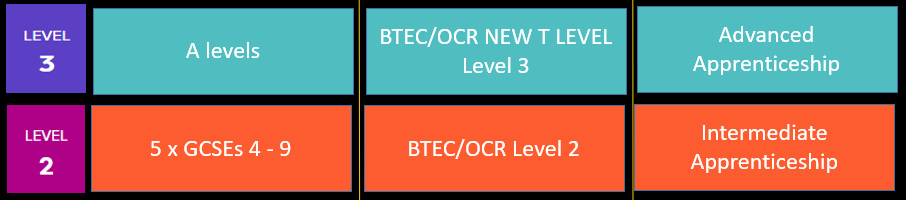 LEVEL
3
A levels
BTEC/OCR NEW T LEVEL
Level 3
Advanced
Apprenticeship
LEVEL
2
5 x GCSEs 4 - 9
BTEC/OCR Level 2
Intermediate
Apprenticeship